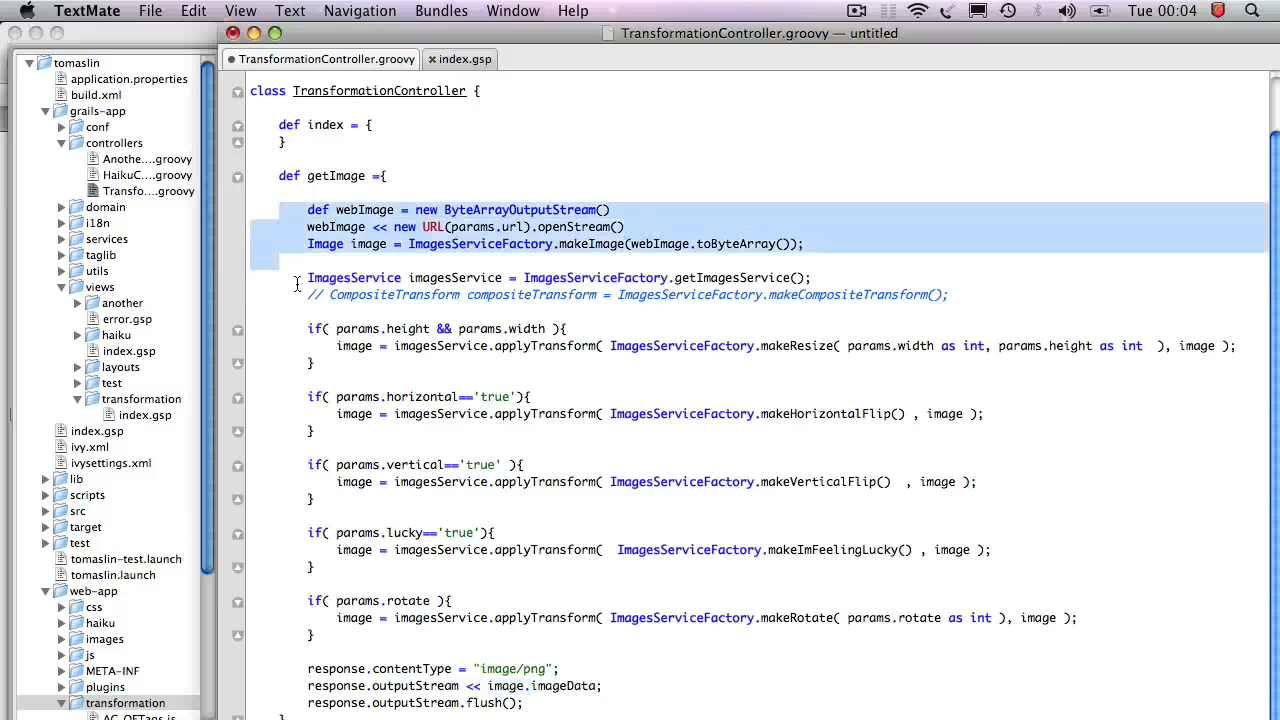 TextMate File Edit View Text Navigation Bundles Window Help Tue 00:04
TransformationController.groovy — untitled
TransformationController.groovy index.gsp
tomaslin
application.properties
build.xml
grails-app
conf
controllers
Anothe....groovy
HaikuC....groovy
Transfo....groovy
domain
i18n
services
taglib
utils
views
another
error.gsp
haiku
index.gsp
layouts
test
transformation
index.gsp
index.gsp
ivy.xml
ivysettings.xml
lib
scripts
src
target
test
tomaslin-test.launch
tomaslin.launch
web-app
css
haiku
images
js
META-INF
plugins
transformation
AC_OETags.js
class TransformationController {
def index = {
}
def getImage ={
def webImage = new ByteArrayOutputStream()
webImage << new URL(params.url).openStream()
Image image = ImagesServiceFactory.makeImage(webImage.toByteArray());
ImagesService imagesService = ImagesServiceFactory.getImagesService();
// CompositeTransform compositeTransform = ImagesServiceFactory.makeCompositeTransform();
if( params.height && params.width ){
image = imagesService.applyTransform( ImagesServiceFactory.makeResize( params.width as int, params.height as int ), image );
}
if( params.horizontal=='true'){
image = imagesService.applyTransform( ImagesServiceFactory.makeHorizontalFlip() , image );
}
if( params.vertical=='true' ){
image = imagesService.applyTransform( ImagesServiceFactory.makeVerticalFlip() , image );
}
if( params.lucky=='true'){
image = imagesService.applyTransform( ImagesServiceFactory.makeImFeelingLucky() , image );
}
if( params.rotate ){
image = imagesService.applyTransform( ImagesServiceFactory.makeRotate( params.rotate as int ), image );
}
response.contentType = "image/png";
response.outputStream << image.imageData;
response.outputStream.flush();
}